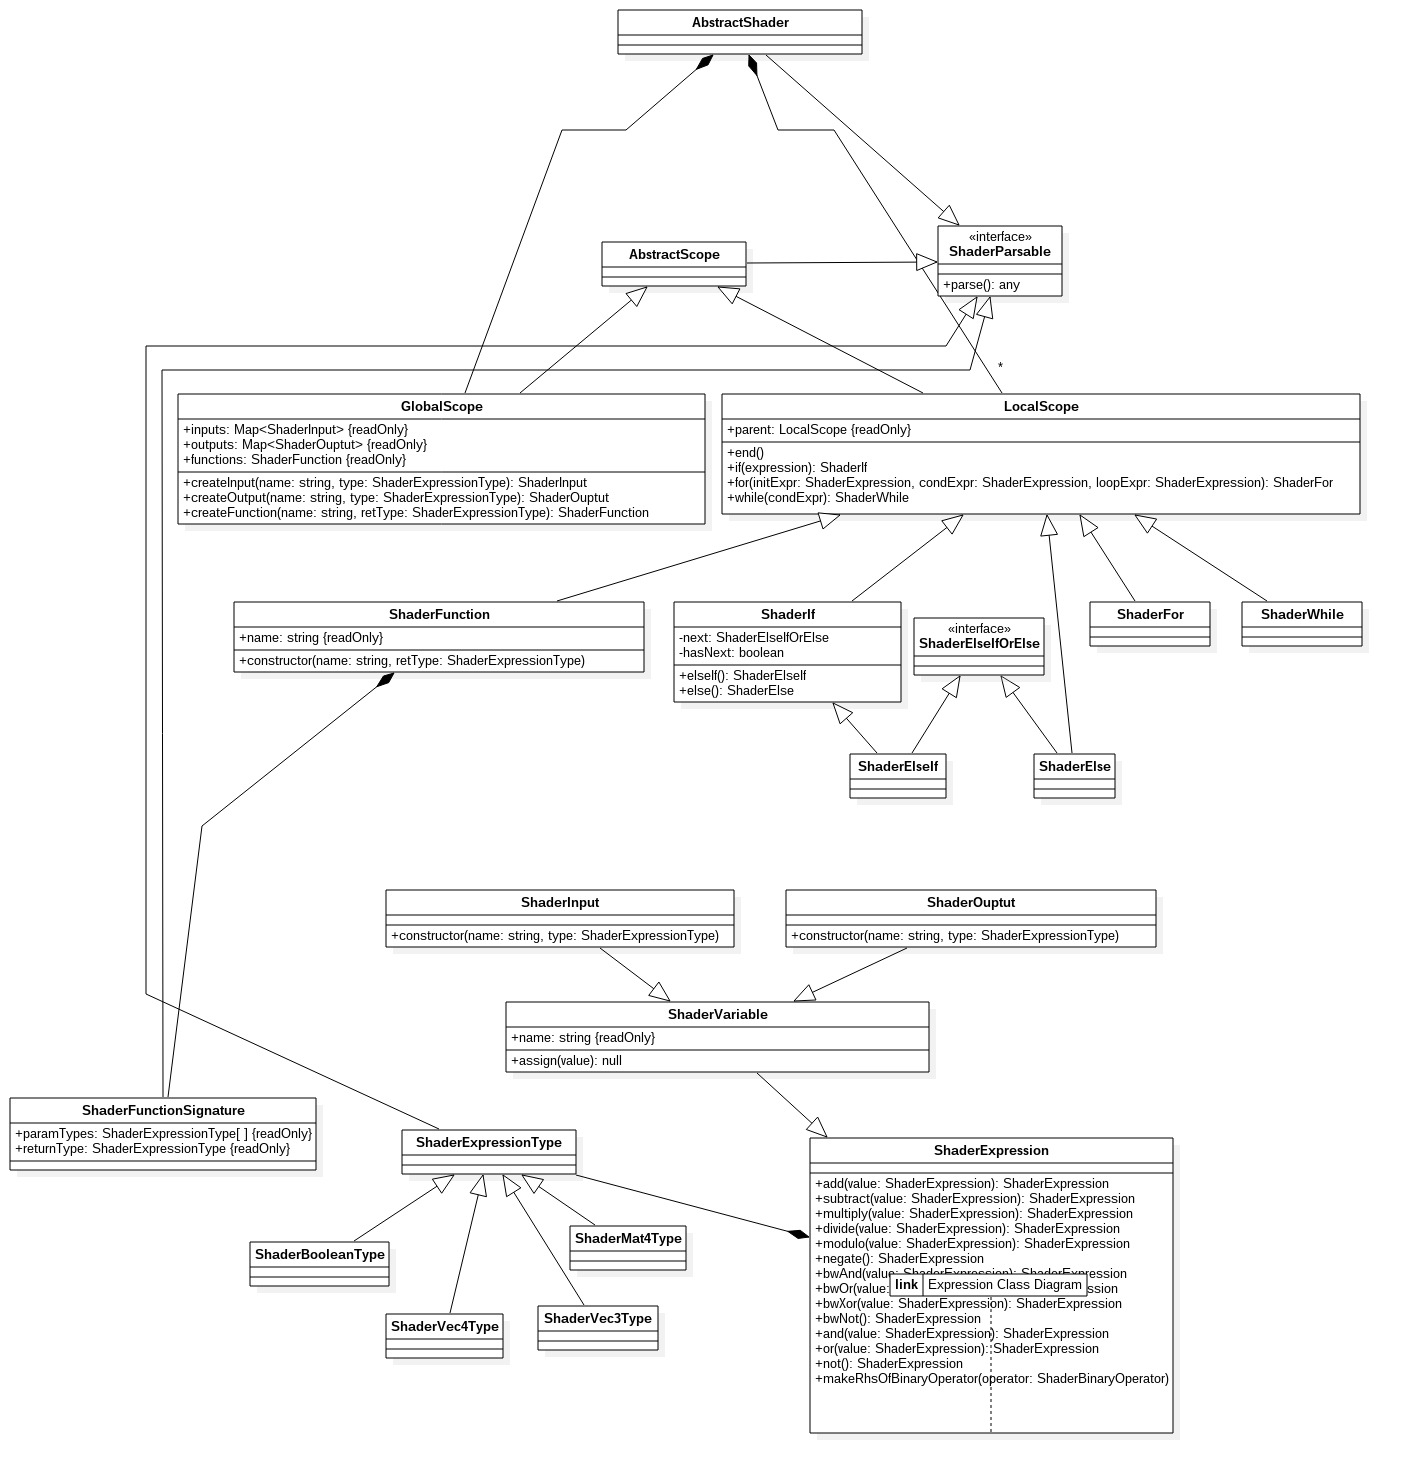 AbstractShader
«interface»
ShaderParsable
+parse(): any
AbstractScope
*
GlobalScope
+inputs: Map<ShaderInput> {readOnly}
+outputs: Map<ShaderOuptut> {readOnly}
+functions: ShaderFunction {readOnly}
+createInput(name: string, type: ShaderExpressionType): ShaderInput
+createOutput(name: string, type: ShaderExpressionType): ShaderOuptut
+createFunction(name: string, retType: ShaderExpressionType): ShaderFunction
LocalScope
+parent: LocalScope {readOnly}
+end()
+if(expression): ShaderIf
+for(initExpr: ShaderExpression, condExpr: ShaderExpression, loopExpr: ShaderExpression): ShaderFor
+while(condExpr): ShaderWhile
ShaderFunction
+name: string {readOnly}
+constructor(name: string, retType: ShaderExpressionType)
ShaderIf
-next: ShaderElseIfOrElse
-hasNext: boolean
+elseIf(): ShaderElseIf
+else(): ShaderElse
«interface»
ShaderElseIfOrElse
ShaderFor
ShaderWhile
ShaderElseIf
ShaderElse
ShaderInput
+constructor(name: string, type: ShaderExpressionType)
ShaderOuptut
+constructor(name: string, type: ShaderExpressionType)
ShaderVariable
+name: string {readOnly}
+assign(value): null
ShaderFunctionSignature
+paramTypes: ShaderExpressionType[ ] {readOnly}
+returnType: ShaderExpressionType {readOnly}
ShaderExpressionType
ShaderBooleanType
ShaderMat4Type
ShaderVec4Type
ShaderVec3Type
ShaderExpression
+add(value: ShaderExpression): ShaderExpression
+subtract(value: ShaderExpression): ShaderExpression
+multiply(value: ShaderExpression): ShaderExpression
+divide(value: ShaderExpression): ShaderExpression
+modulo(value: ShaderExpression): ShaderExpression
+negate(): ShaderExpression
+bwAnd(value: ShaderExpression): ShaderExpression
link Expression Class Diagram
+bwOr(value:
+bwXor(value: ShaderExpression): ShaderExpression
+bwNot(): ShaderExpression
+and(value: ShaderExpression): ShaderExpression
+or(value: ShaderExpression): ShaderExpression
+not(): ShaderExpression
+makeRhsOfBinaryOperator(operator: ShaderBinaryOperator)